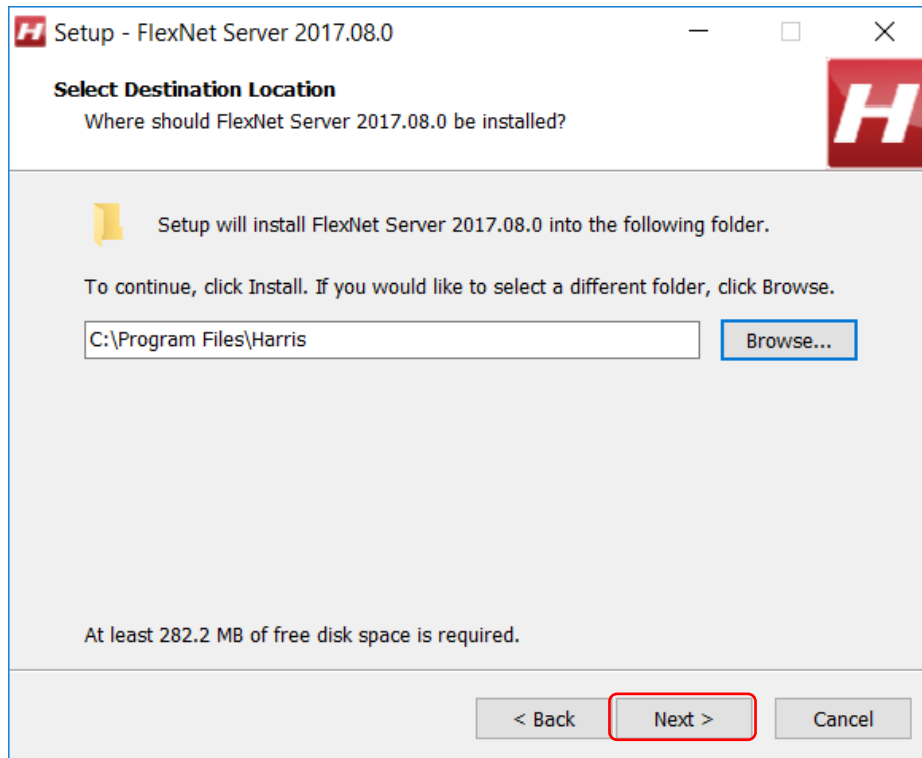 H Setup - FlexNet Server 2017.08.0
Select Destination Location
Where should FlexNet Server 2017.08.0 be installed?
H
Setup will install FlexNet Server 2017.08.0 into the following folder.
To continue, click Install. If you would like to select a different folder, click Browse.
C:\Program Files\Harris
Browse...
At least 282.2 MB of free disk space is required.
< Back Next > Cancel